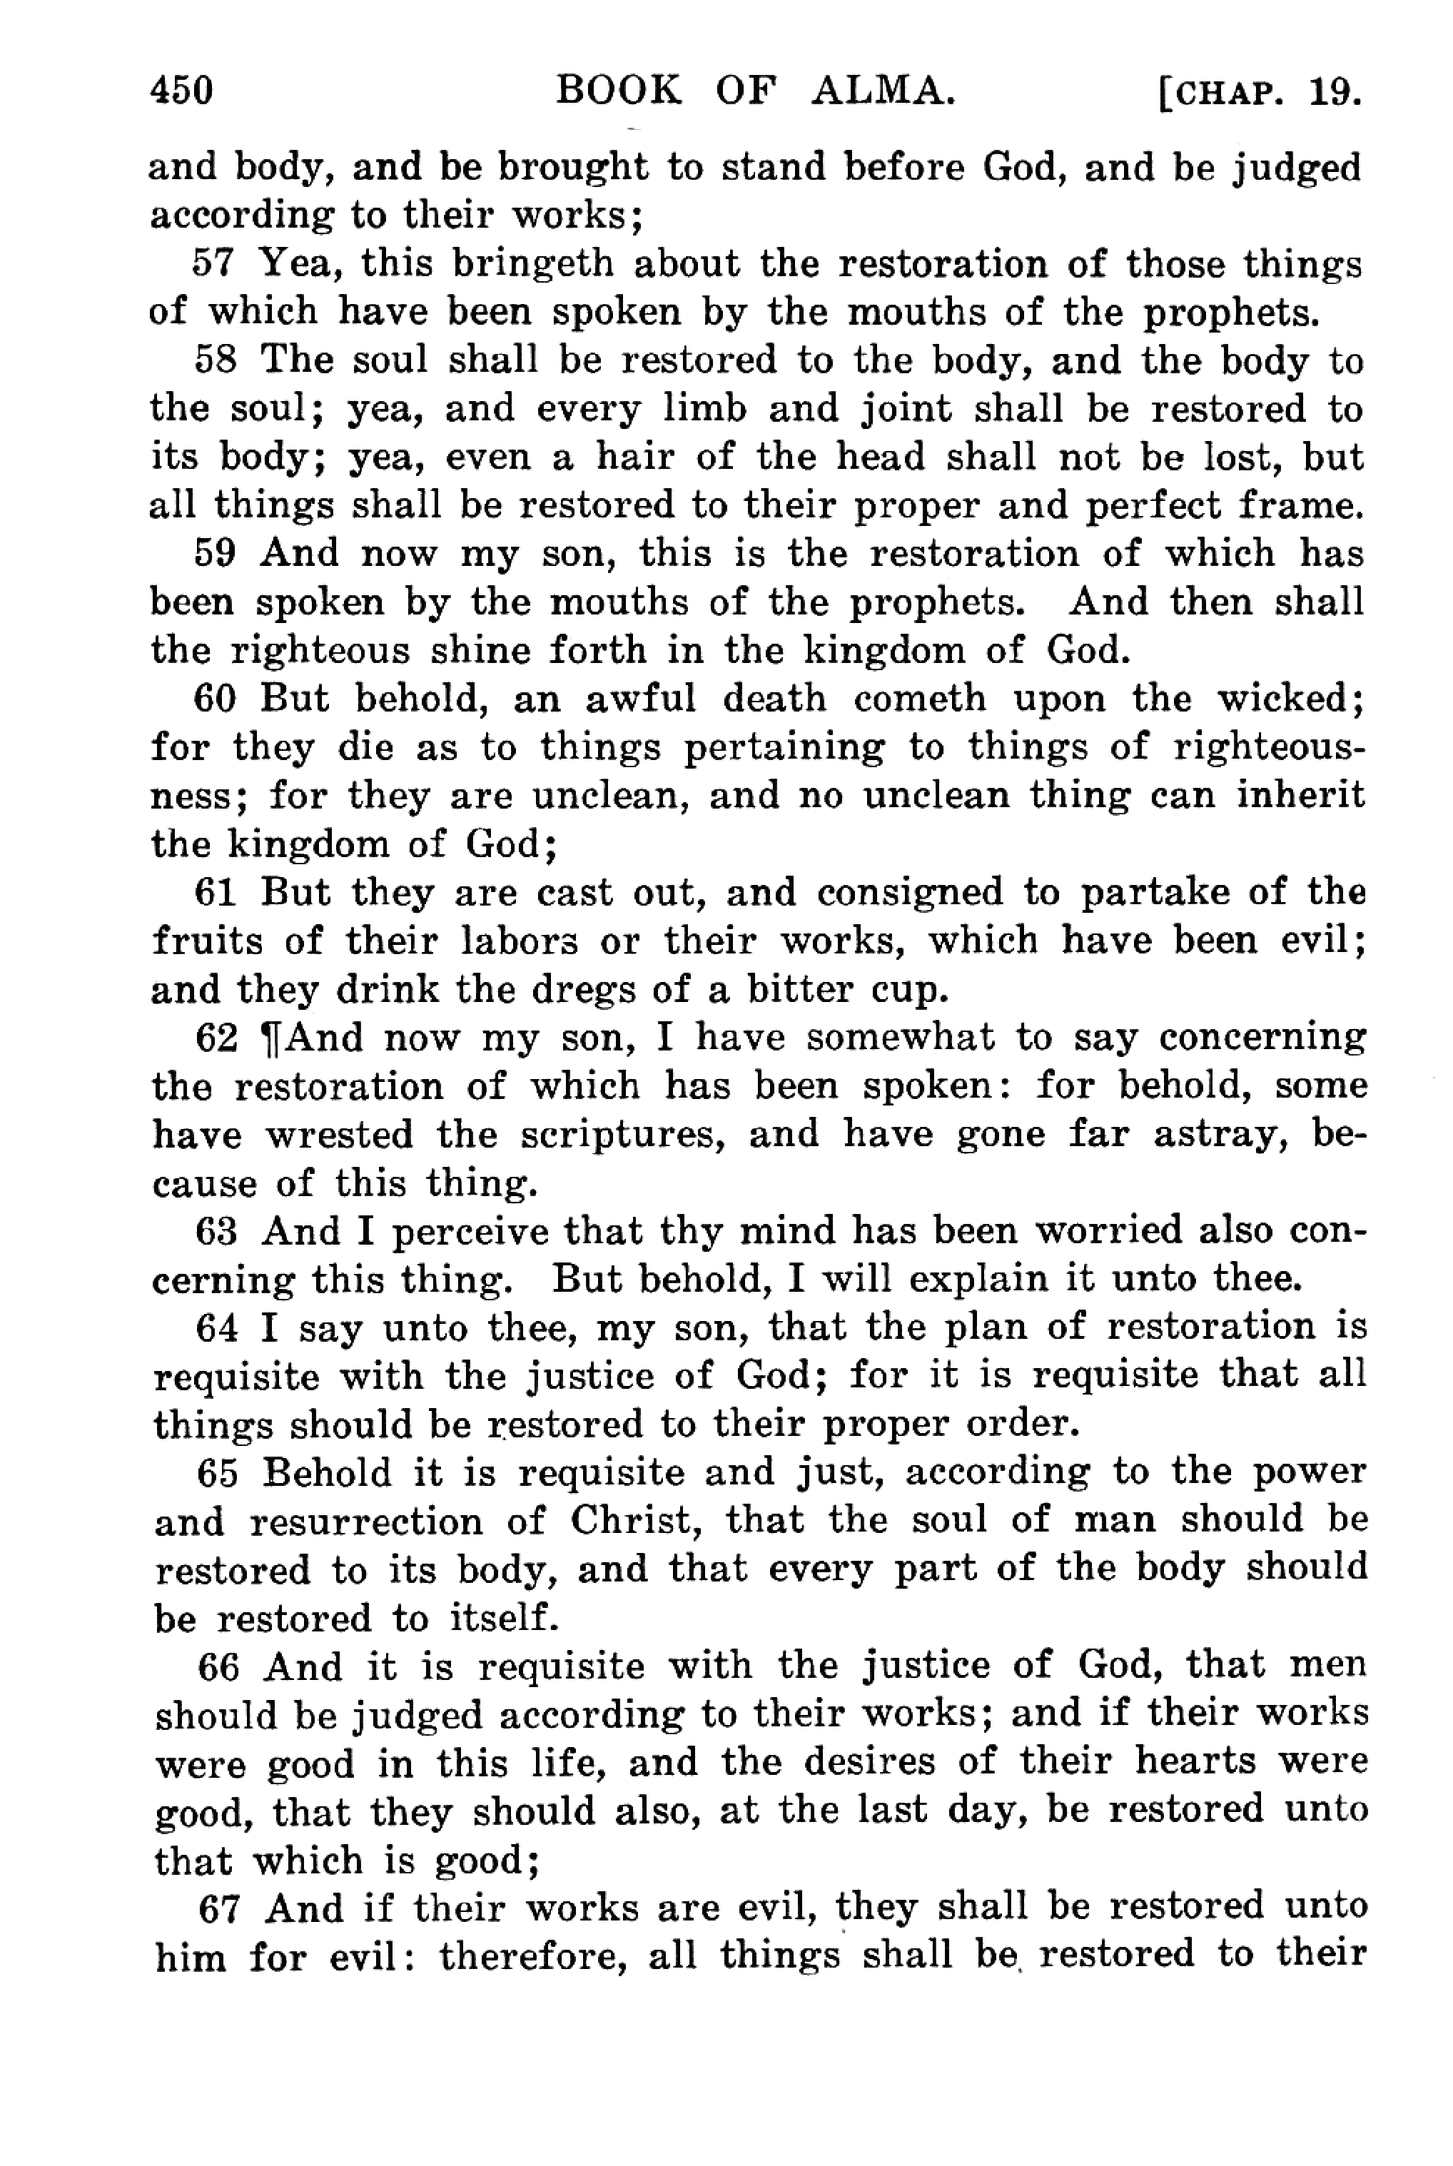 450 BOOK OF ALMA. [CHAP. 19.
and body, and be brought to stand before God, and be judged
according to their works;
57 Yea, this bringeth about the restoration of those things
of which have been spoken by the mouths of the prophets.
58 The soul shall be restored to the body, and the body to
the soul; yea, and every limb and joint shall be restored to
its body; yea, even a hair of the head shall not be lost, but
all things shall be restored to their proper and perfect frame.
59 And now my son, this is the restoration of which has
been spoken by the mouths of the prophets. And then shall
the righteous shine forth in the kingdom of God.
60 But behold, an awful death cometh upon the wicked;
for they die as to things pertaining to things of righteous-
ness; for they are unclean, and no unclean thing can inherit
the kingdom of God;
61 But they are cast out, and consigned to partake of the
fruits of their labors or their works, which have been evil;
and they drink the dregs of a bitter cup.
62 ¶And now my son, I have somewhat to say concerning
the restoration of which has been spoken: for behold, some
have wrested the scriptures, and have gone far astray, be-
cause of this thing.
63 And I perceive that thy mind has been worried also con-
cerning this thing. But behold, I will explain it unto thee.
64 I say unto thee, my son, that the plan of restoration is
requisite with the justice of God; for it is requisite that all
things should be restored to their proper order.
65 Behold it is requisite and just, according to the power
and resurrection of Christ, that the soul of man should be
restored to its body, and that every part of the body should
be restored to itself.
66 And it is requisite with the justice of God, that men
should be judged according to their works; and if their works
were good in this life, and the desires of their hearts were
good, that they should also, at the last day, be restored unto
that which is good;
67 And if their works are evil, they shall be restored unto
him for evil: therefore, all things shall be restored to their